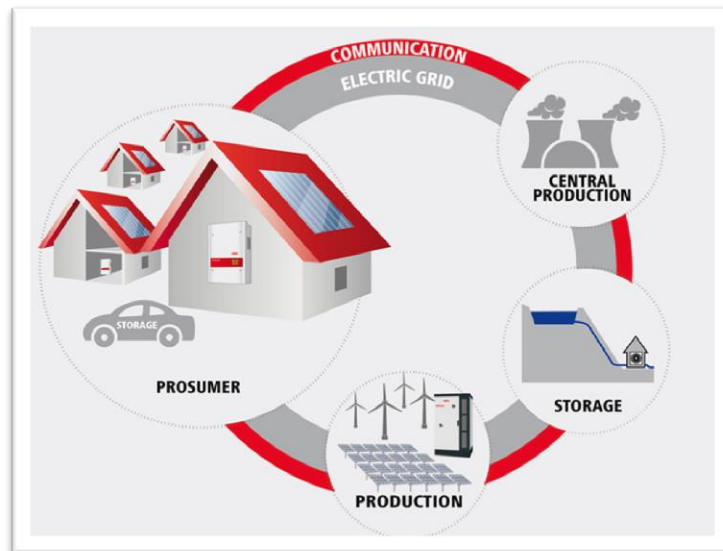 COMMUNICATION
ELECTRIC GRID
CENTRAL
PRODUCTION
STORAGE
PROSUMER
STORAGE
PRODUCTION